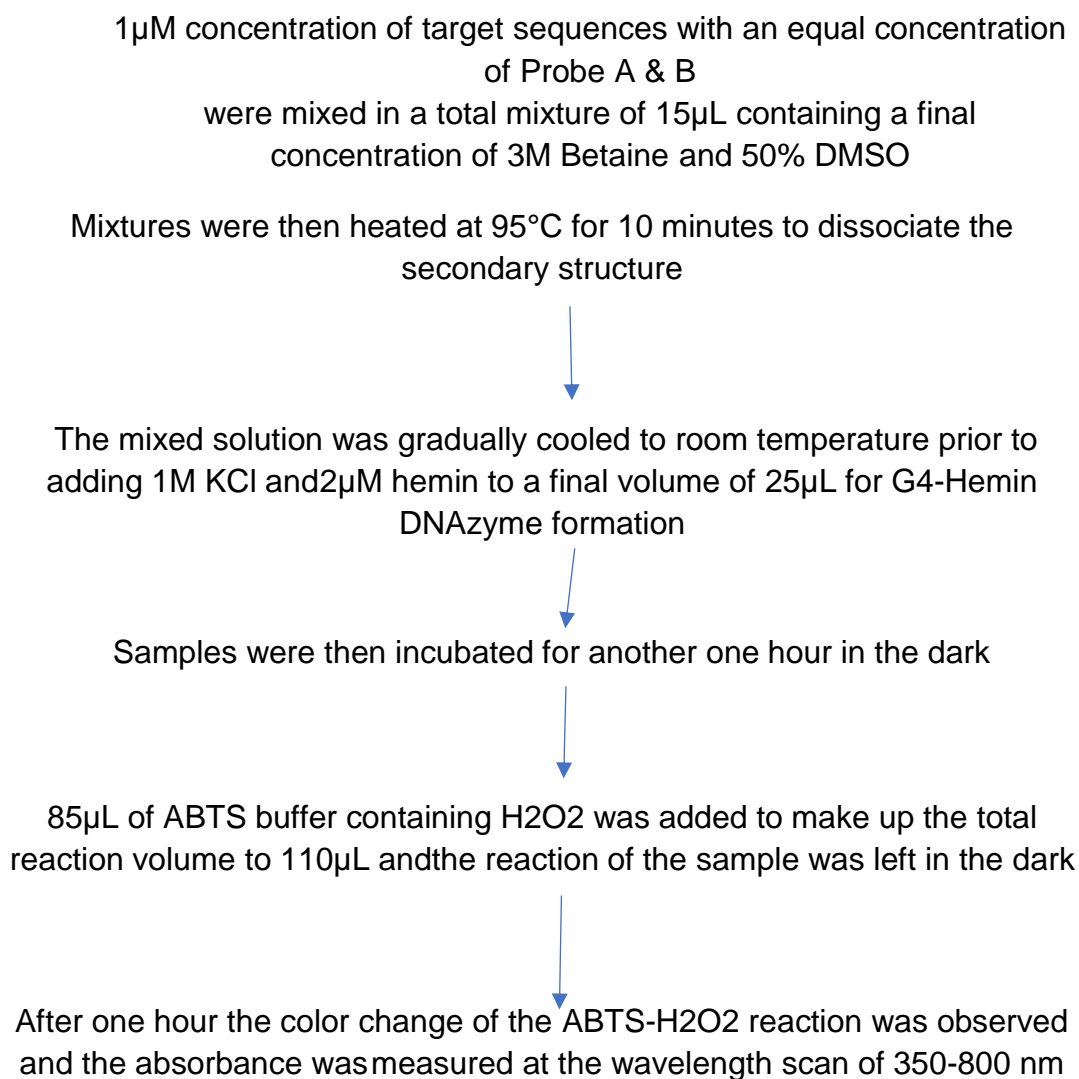 1µM concentration of target sequences with an equal concentration
of Probe A & B
were mixed in a total mixture of 15µL containing a final
concentration of 3M Betaine and 50% DMSO
Mixtures were then heated at 95°C for 10 minutes to dissociate the
secondary structure
The mixed solution was gradually cooled to room temperature prior to
adding 1M KCl and2µM hemin to a final volume of 25µL for G4-Hemin
DNAzyme formation
Samples were then incubated for another one hour in the dark
85µL of ABTS buffer containing H2O2 was added to make up the total
reaction volume to 110µL andthe reaction of the sample was left in the dark
After one hour the color change of the ABTS-H2O2 reaction was observed
and the absorbance wasmeasured at the wavelength scan of 350-800 nm